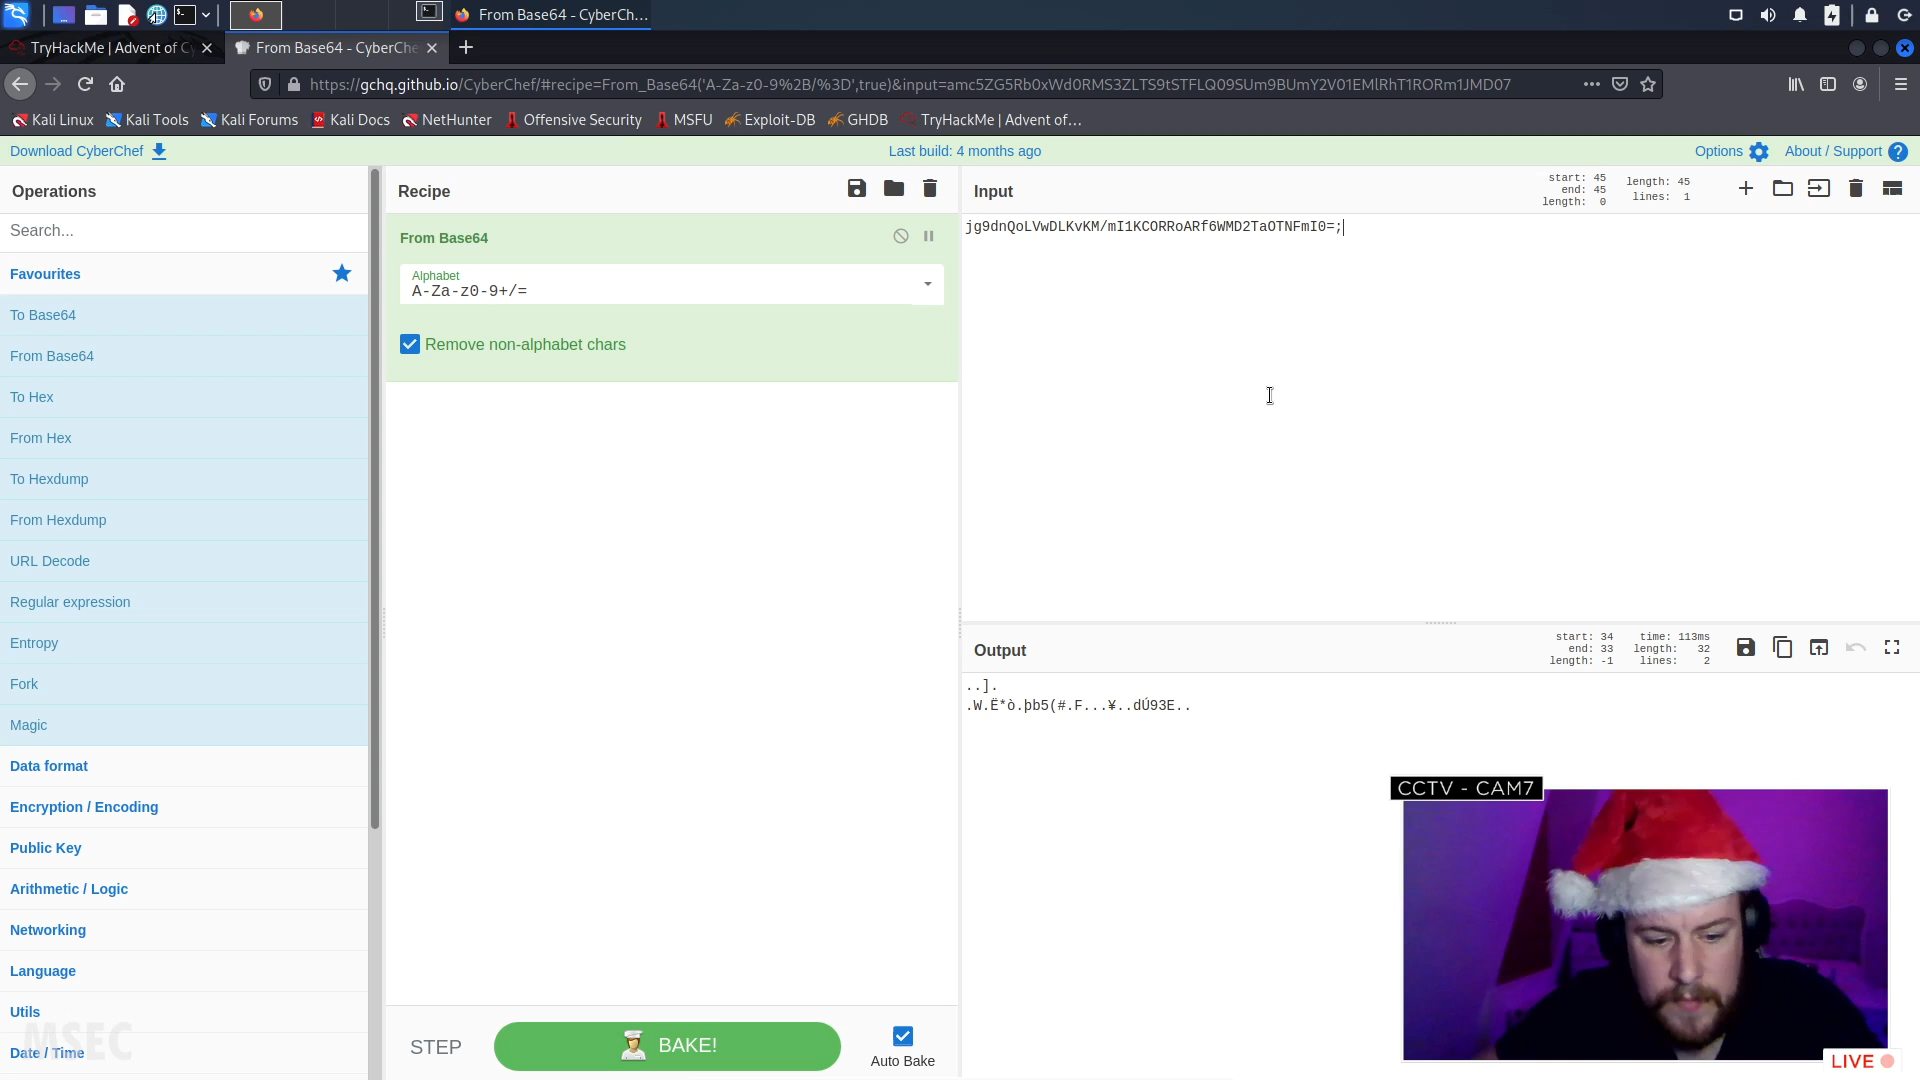 From Base64 - CyberCh...
TryHackMe | Advent of Cy
From Base64 - CyberChe
https://gchq.github.io/CyberChef/#recipe=From_Base64('A-Za-z0-9%2B/%3D',true)&input=amc5ZG5Rb0xWd0RMS3ZLTS9tSTFLQ09SUm9BUmY2V01EMlRhT1RORm1JMD07
Kali Linux
Kali Tools
Kali Forums
Kali Docs
NetHunter
Offensive Security
MSFU
Exploit-DB
GHDB
TryHackMe | Advent of...
Download CyberChef
Last build: 4 months ago
Options
About / Support
Operations
Search...
Favourites
To Base64
From Base64
To Hex
From Hex
To Hexdump
From Hexdump
URL Decode
Regular expression
Entropy
Fork
Magic
Data format
Encryption / Encoding
Public Key
Arithmetic / Logic
Networking
Language
Utils
Date / Time
MSEC
Recipe
From Base64
Alphabet
A-Za-z0-9+/=
Remove non-alphabet chars
STEP
BAKE!
Auto Bake
Input
start: 45
end: 45
length: 0
length: 45
lines: 1
jg9dnQoLVwDLKvKM/mI1KCORRoARf6WMD2TaOTNFmI0=;
Output
start: 34
end: 33
length: -1
time: 113ms
length: 32
lines: 2
..].
.W.Ë*ò.þb5(#.F...¥..dÚ93E..
CCTV - CAM7
LIVE